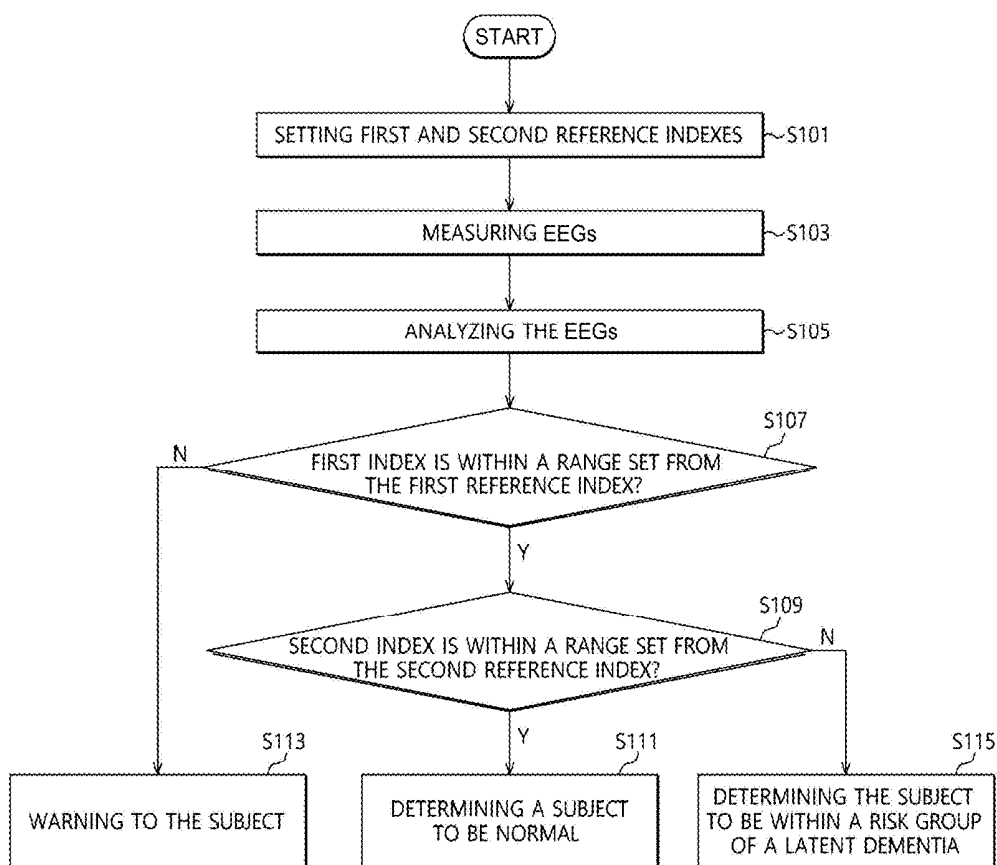 START
SETTING FIRST AND SECOND REFERENCE INDEXES
S101
MEASURING EEGs
S103
ANALYZING THE EEGs
S105
S107
N
FIRST INDEX IS WITHIN A RANGE SET FROM
THE FIRST REFERENCE INDEX?
Y
S109
N
SECOND INDEX IS WITHIN A RANGE SET FROM
THE SECOND REFERENCE INDEX?
Y
S113
WARNING TO THE SUBJECT
S111
DETERMINING A SUBJECT
TO BE NORMAL
S115
DETERMINING THE SUBJECT
TO BE WITHIN A RISK GROUP
OF A LATENT DEMENTIA